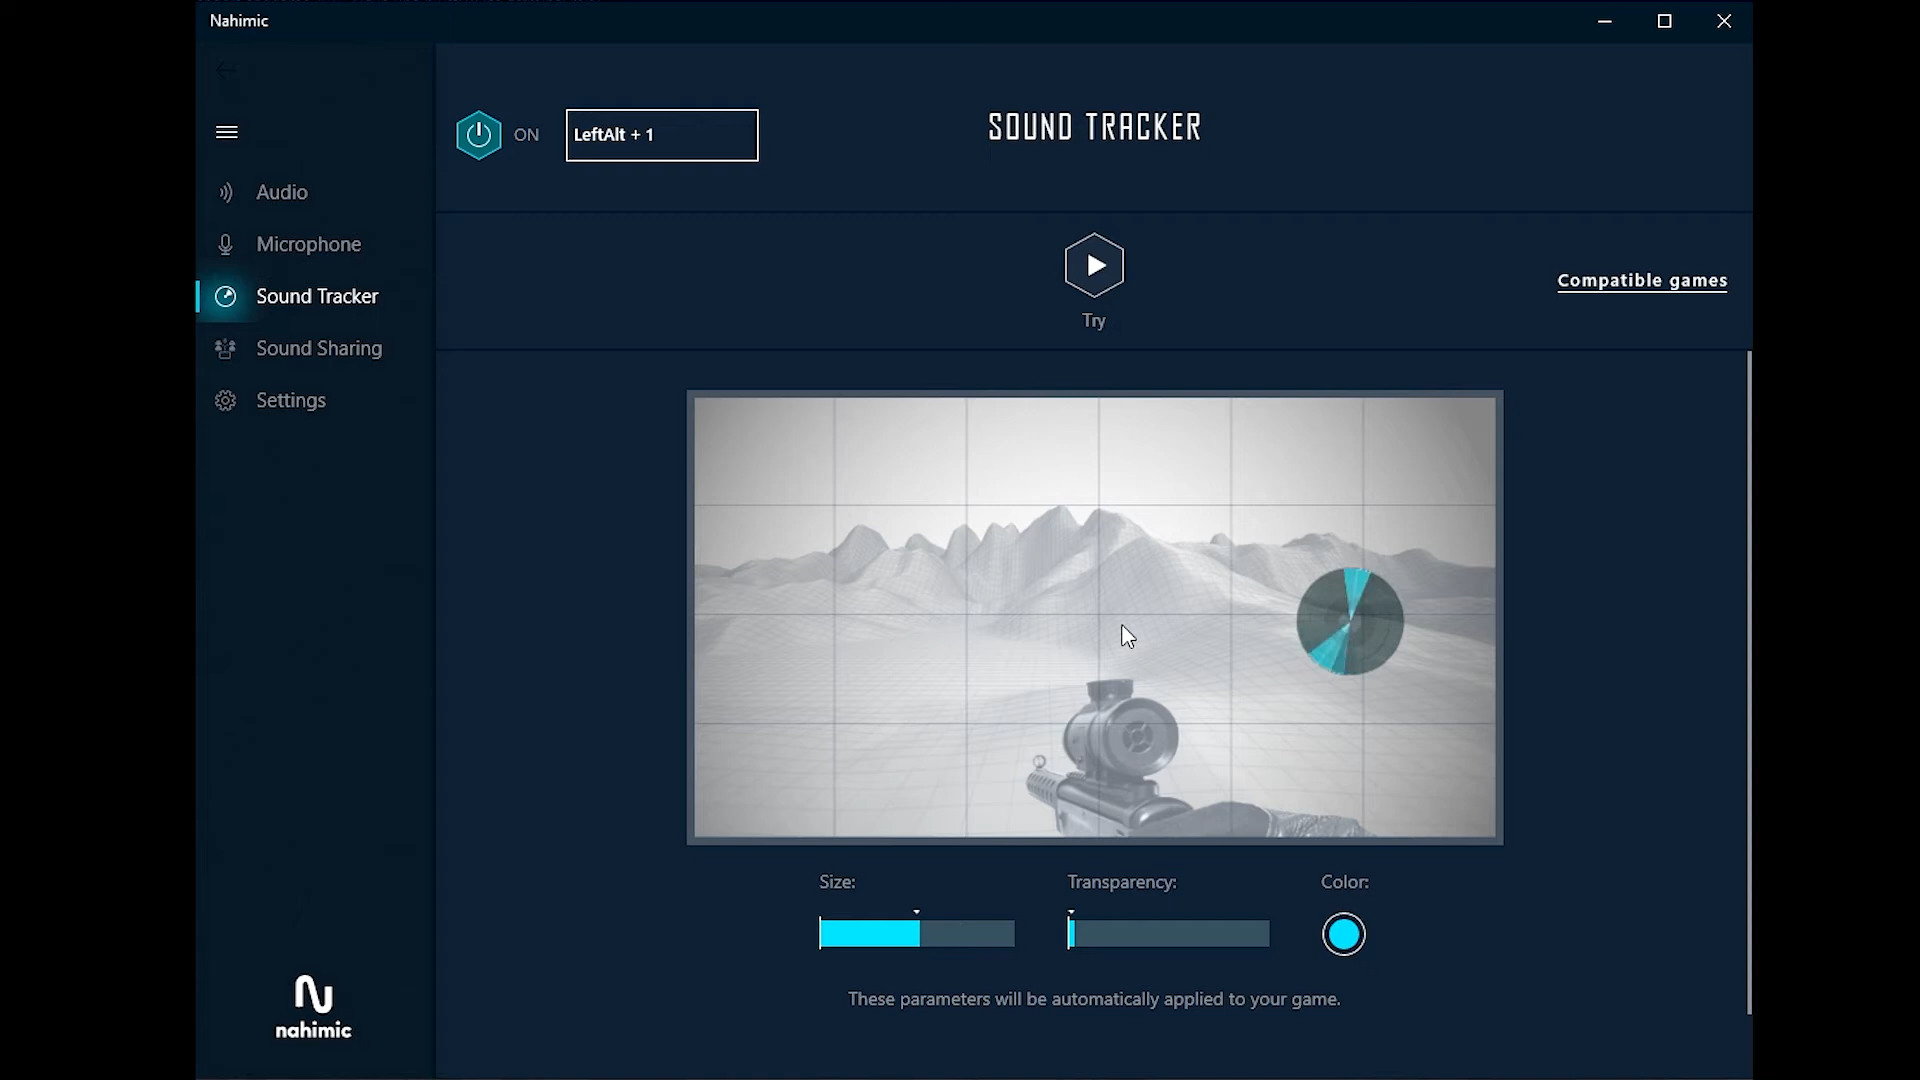 Nahimic
ON
LeftAlt + 1
SOUND TRACKER
Audio
Microphone
Sound Tracker
Sound Sharing
Settings
Try
Compatible games
Size:
Transparency:
Color:
These parameters will be automatically applied to your game.
nahimic